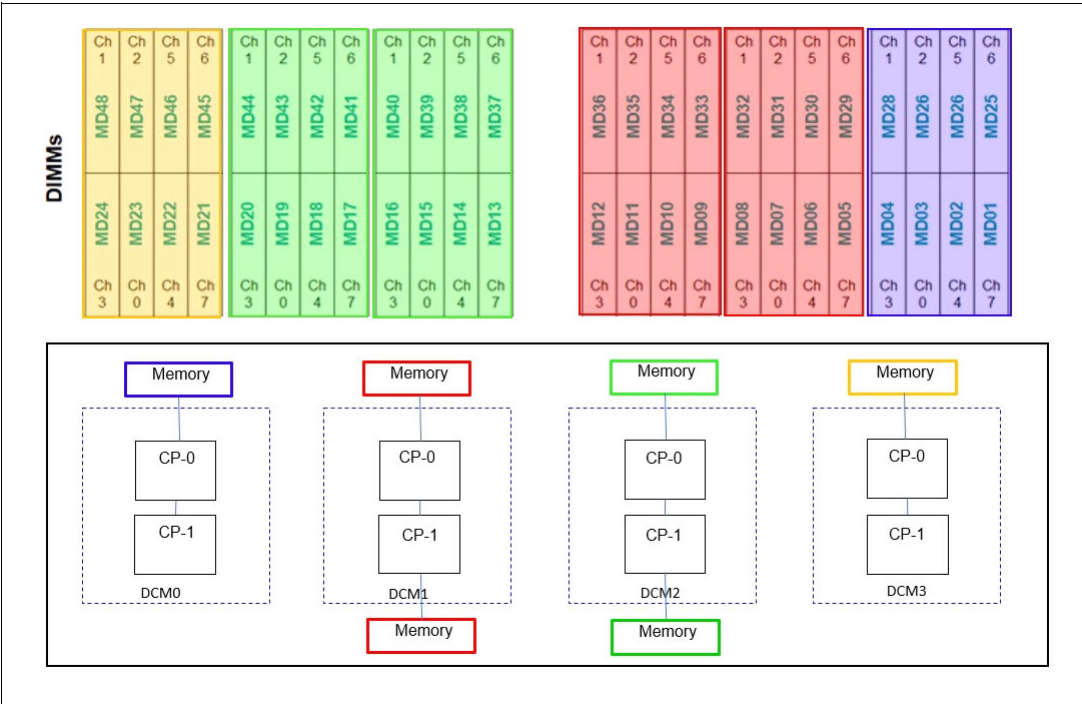 DIMMs
Ch 1 Ch 2 Ch 5 Ch 6 Ch 1 Ch 2 Ch 5 Ch 6 Ch 1 Ch 2 Ch 5 Ch 6 Ch 1 Ch 2 Ch 5 Ch 6 Ch 1 Ch 2 Ch 5 Ch 6 Ch 1 Ch 2 Ch 5 Ch 6
MD48 MD47 MD46 MD45 MD44 MD43 MD42 MD41 MD40 MD39 MD38 MD37 MD36 MD35 MD34 MD33 MD32 MD31 MD30 MD29 MD28 MD26 MD26 MD25
MD24 MD23 MD22 MD21 MD20 MD19 MD18 MD17 MD16 MD15 MD14 MD13 MD12 MD11 MD10 MD09 MD08 MD07 MD06 MD05 MD04 MD03 MD02 MD01
Ch 3 Ch 0 Ch 4 Ch 7 Ch 3 Ch 0 Ch 4 Ch 7 Ch 3 Ch 0 Ch 4 Ch 7 Ch 3 Ch 0 Ch 4 Ch 7 Ch 3 Ch 0 Ch 4 Ch 7 Ch 3 Ch 0 Ch 4 Ch 7
Memory Memory Memory Memory
CP-0 CP-0 CP-0 CP-0
CP-1 CP-1 CP-1 CP-1
DCM0 DCM1 DCM2 DCM3
Memory Memory